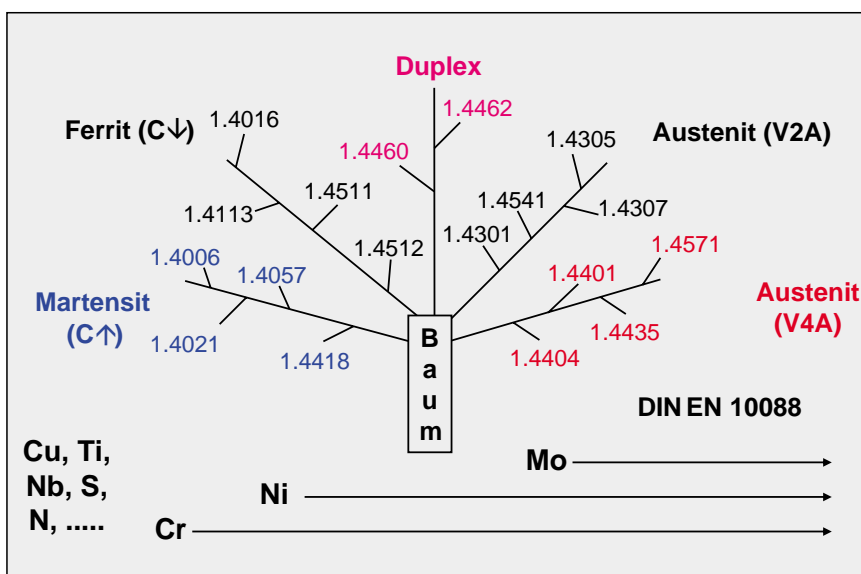 Duplex
1.4016
1.4462
Ferrit (C↓)
1.4305
Austenit (V2A)
1.4460
1.4511
1.4541
1.4113
1.4307
1.4512
1.4301
1.4006
1.4057
1.4401
1.4571
Martensit
(C↑)
Austenit
(V4A)
1.4021
1.4418
B
a
u
m
1.4435
1.4404
DIN EN 10088
Cu, Ti,
Nb, S,
N, .....
Mo
Ni
Cr